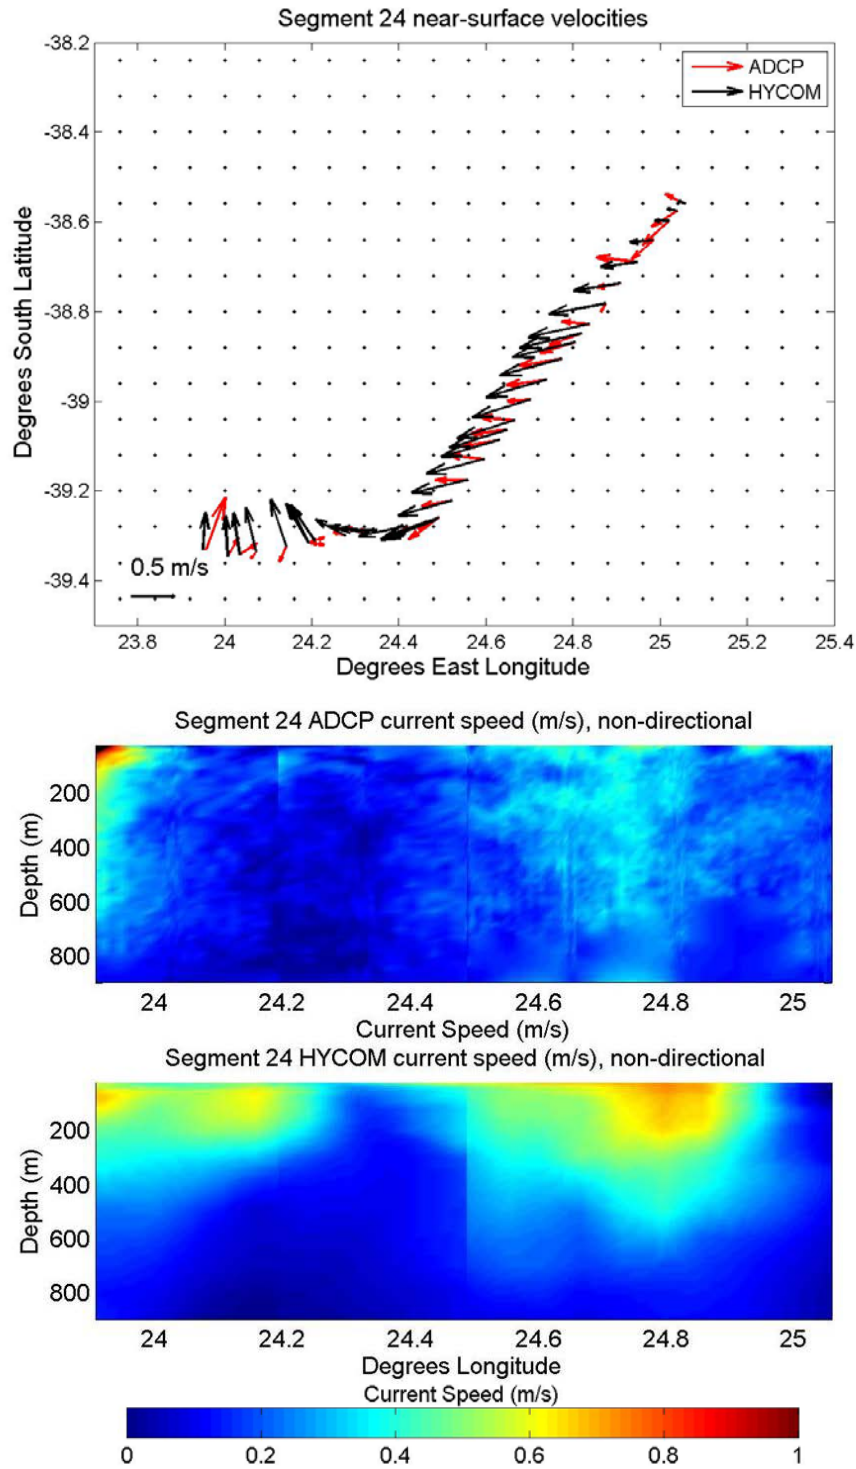 Segment 24 near-surface velocities
ADCP
HYCOM
-38.2
-38.4
-38.6
-38.8
-39
-39.2
-39.4
Degrees South Latitude
0.5 m/s
23.8 24 24.2 24.4 24.6 24.8 25 25.2 25.4
Degrees East Longitude
Segment 24 ADCP current speed (m/s), non-directional
200
400
600
800
Depth (m)
24 24.2 24.4 24.6 24.8 25
Current Speed (m/s)
Segment 24 HYCOM current speed (m/s), non-directional
200
400
600
800
Depth (m)
24 24.2 24.4 24.6 24.8 25
Degrees Longitude
Current Speed (m/s)
0 0.2 0.4 0.6 0.8 1